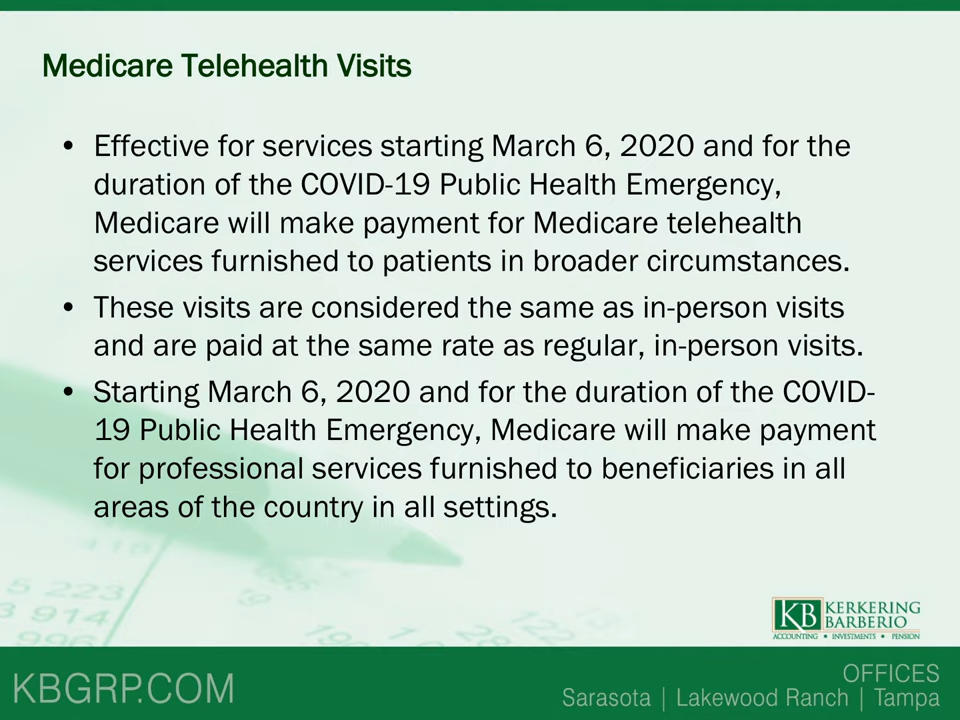 Medicare Telehealth Visits
• Effective for services starting March 6, 2020 and for the
duration of the COVID-19 Public Health Emergency,
Medicare will make payment for Medicare telehealth
services furnished to patients in broader circumstances.
• These visits are considered the same as in-person visits
and are paid at the same rate as regular, in-person visits.
• Starting March 6, 2020 and for the duration of the COVID-
19 Public Health Emergency, Medicare will make payment
for professional services furnished to beneficiaries in all
areas of the country in all settings.
5 223
3 914
KB KERKERING
BARBERIO
ACCOUNTING • INVESTMENTS • PENSION
KBGRP.COM
OFFICES
Sarasota | Lakewood Ranch | Tampa